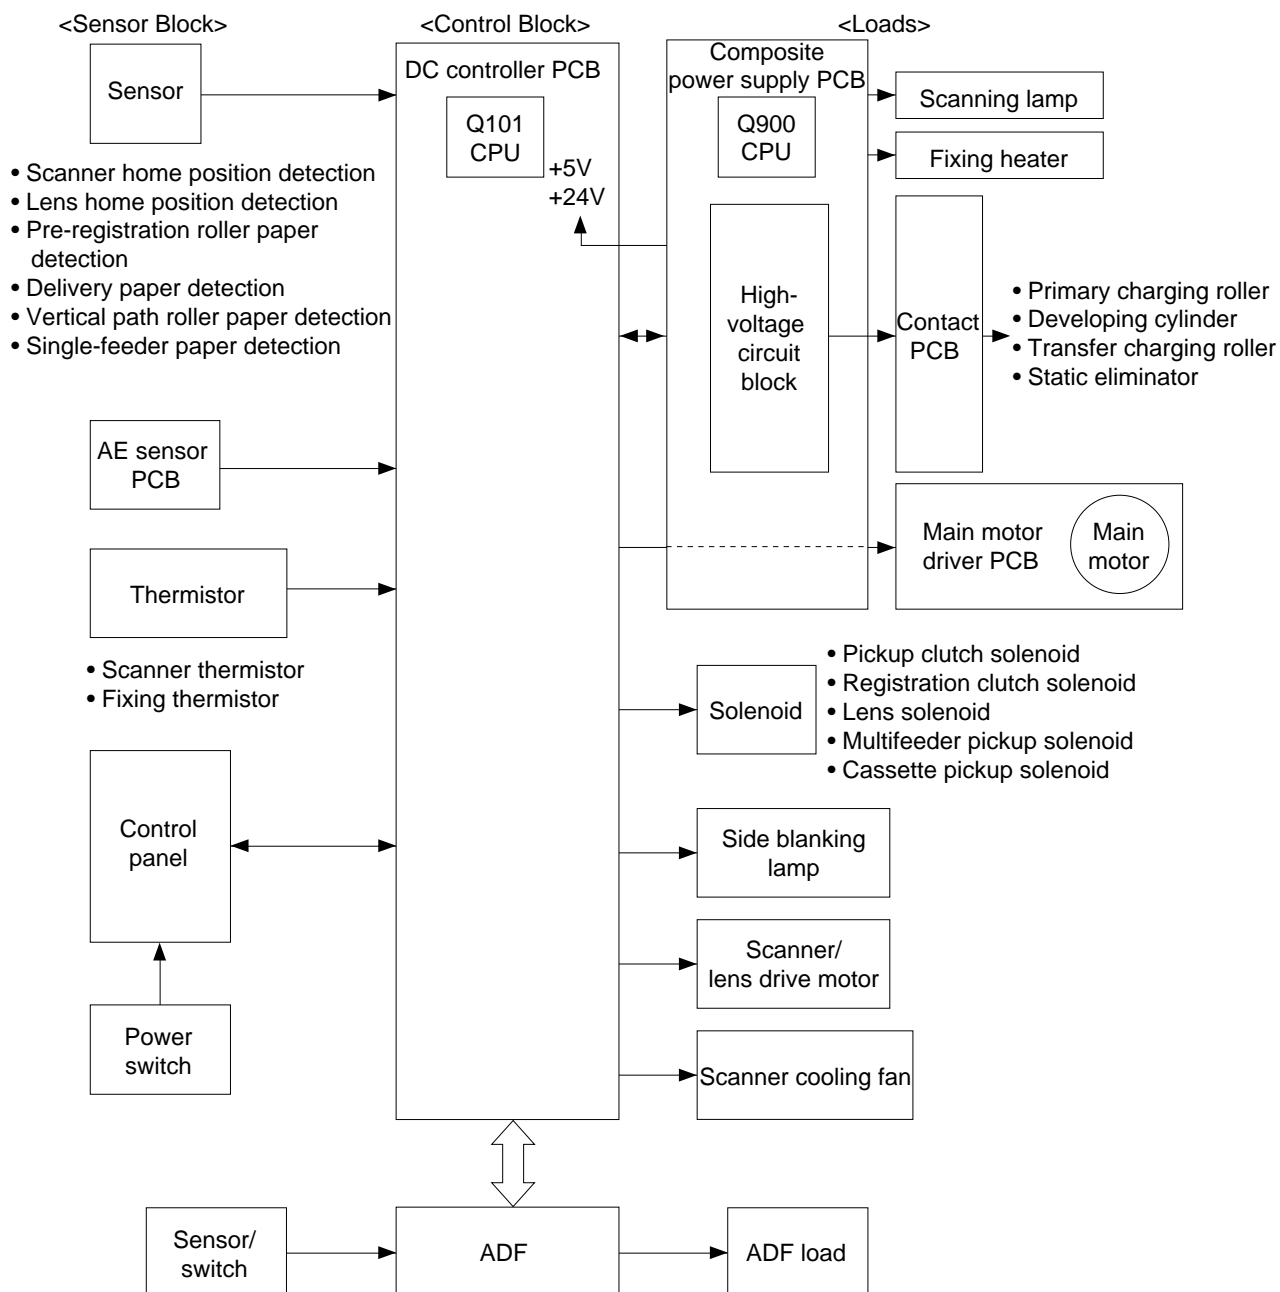 <Sensor Block>
<Control Block>
<Loads>
Sensor
• Scanner home position detection
• Lens home position detection
• Pre-registration roller paper
detection
• Delivery paper detection
• Vertical path roller paper detection
• Single-feeder paper detection
AE sensor
PCB
Thermistor
• Scanner thermistor
• Fixing thermistor
Control
panel
Power
switch
DC controller PCB
Q101
CPU
+5V
+24V
Composite
power supply PCB
Q900
CPU
High-
voltage
circuit
block
Scanning lamp
Fixing heater
Contact
PCB
• Primary charging roller
• Developing cylinder
• Transfer charging roller
• Static eliminator
Main motor
driver PCB
Main
motor
Solenoid
• Pickup clutch solenoid
• Registration clutch solenoid
• Lens solenoid
• Multifeeder pickup solenoid
• Cassette pickup solenoid
Side blanking
lamp
Scanner/
lens drive motor
Scanner cooling fan
Sensor/
switch
ADF
ADF load